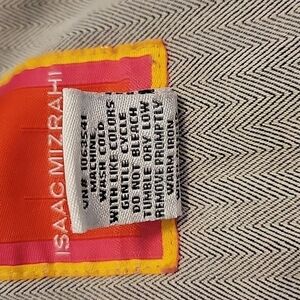 ISAAC MIZRAHI
MACHINE
WASH COLD
WITH LIKE COLORS
GENTLE CYCLE
DO NOT BLEACH
TUMBLE DRY LOW
REMOVE PROMPTLY
WARM IRON